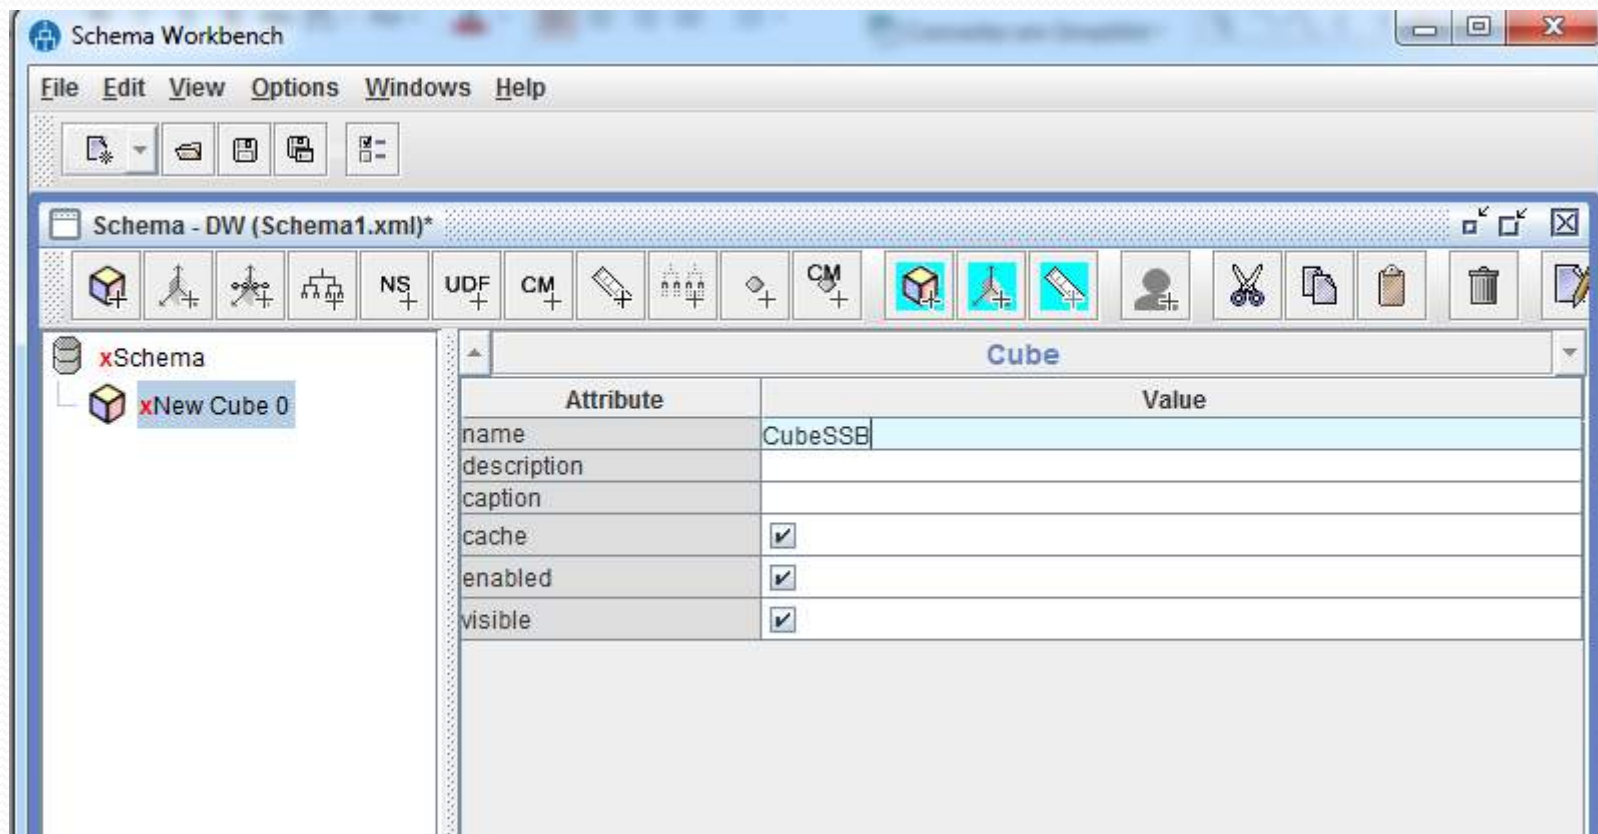 Schema Workbench
File Edit View Options Windows Help
Schema - DW (Schema1.xml)*
NS UDF CM CM
xSchema
xNew Cube 0
Cube
Attribute Value
name CubeSSB
description
caption
cache
enabled
visible